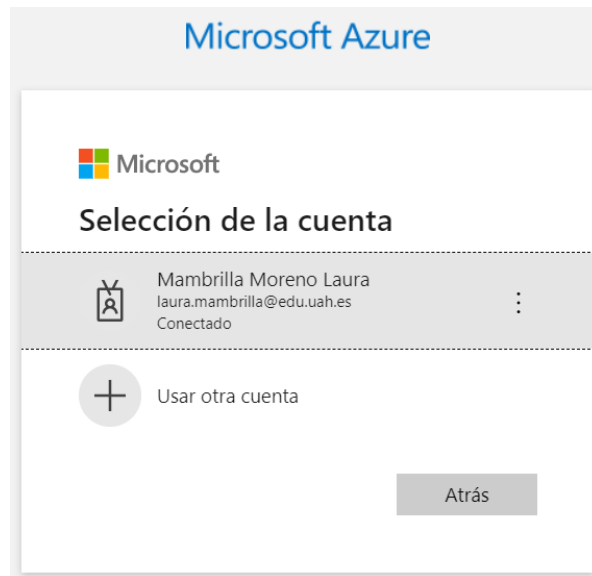 Microsoft Azure
Microsoft
Selección de la cuenta
Mambrilla Moreno Laura
laura.mambrilla@edu.uah.es
Conectado
Usar otra cuenta
Atrás